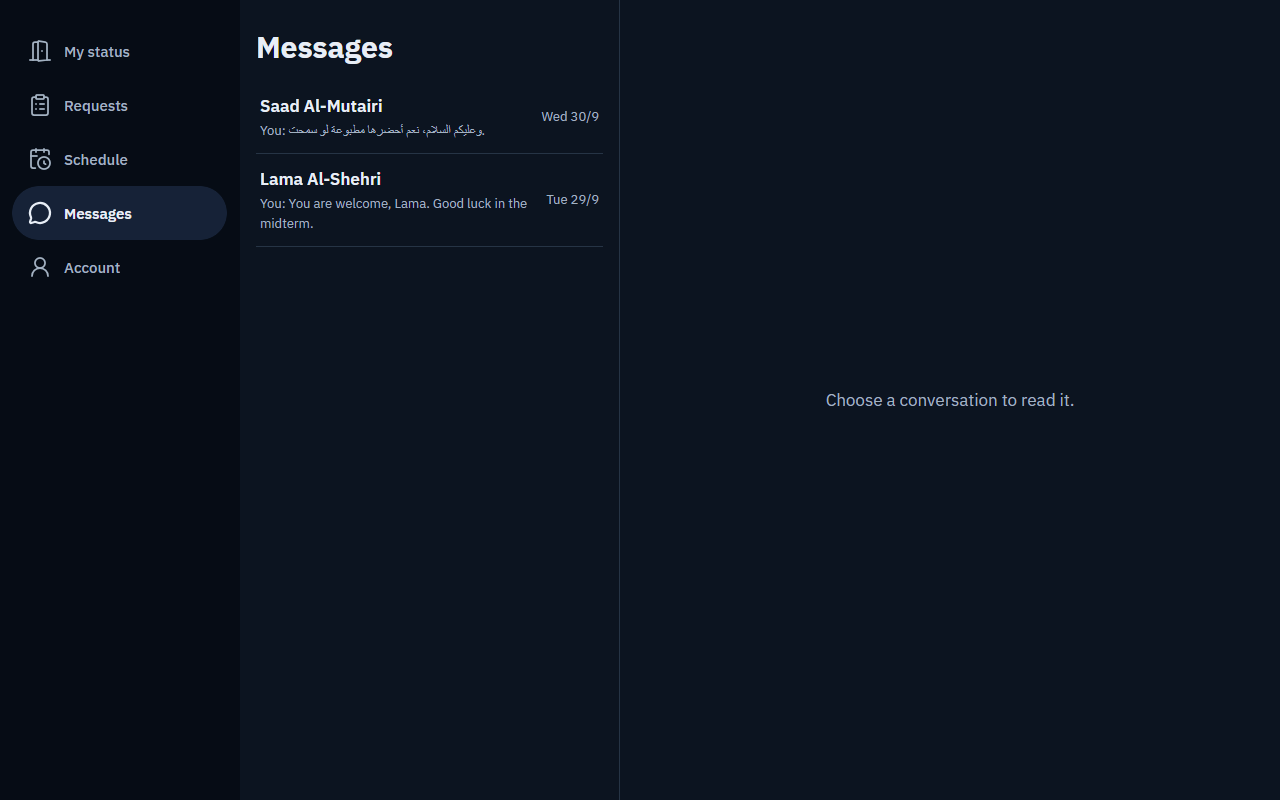 My status
Requests
Schedule
Messages
Account
Messages
Saad Al-Mutairi
You: وعليكم السلام، نعم أحضرها مطبوعة لو سمحت.
Wed 30/9
Lama Al-Shehri
You: You are welcome, Lama. Good luck in the
midterm.
Tue 29/9
Choose a conversation to read it.